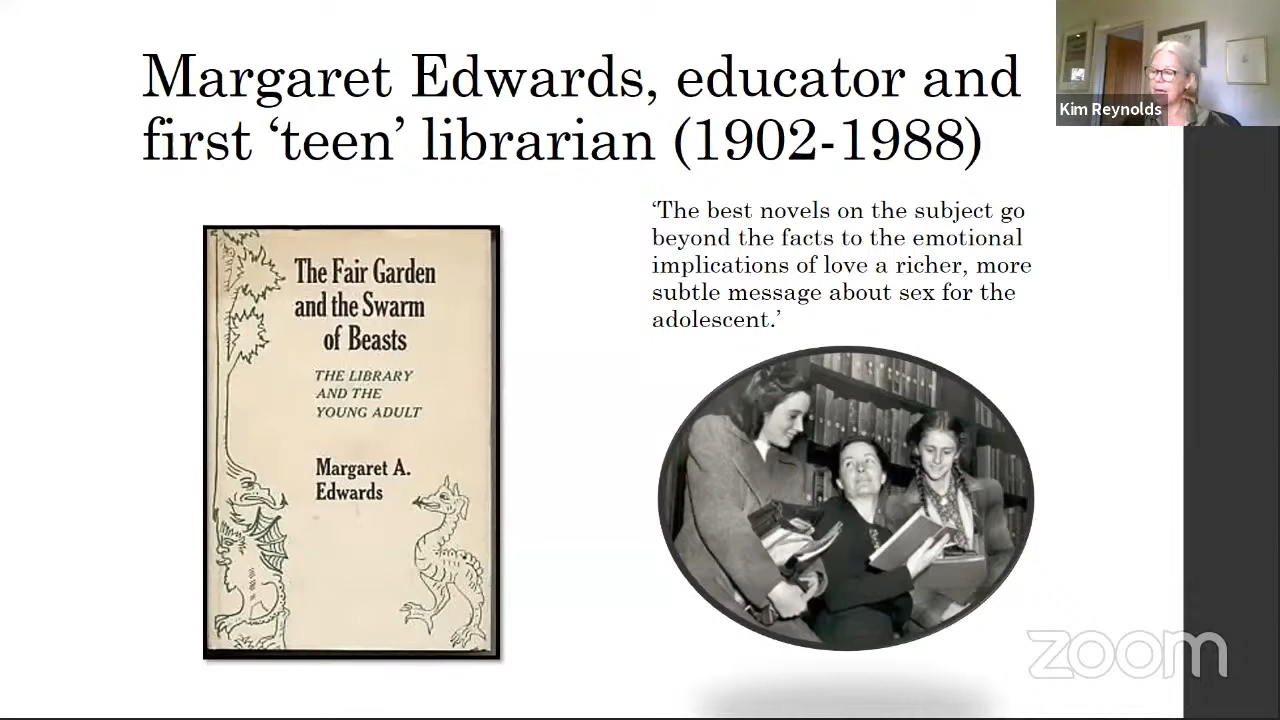 Margaret Edwards, educator and
first ‘teen’ librarian (1902-1988)
Kim Reynolds
‘The best novels on the subject go
beyond the facts to the emotional
implications of love a richer, more
subtle message about sex for the
adolescent.’
The Fair Garden
and the Swarm
of Beasts
THE LIBRARY
AND THE
YOUNG ADULT
Margaret A.
Edwards
zoom